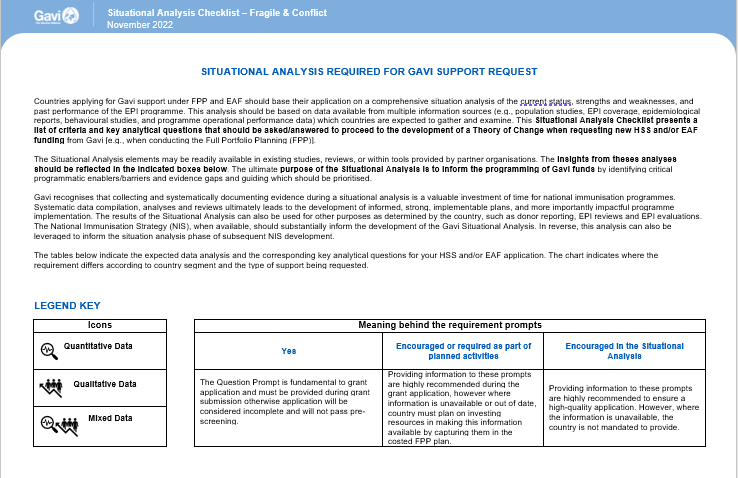 Gavi
Situational Analysis Checklist – Fragile & Conflict
November 2022
SITUATIONAL ANALYSIS REQUIRED FOR GAVI SUPPORT REQUEST
Countries applying for Gavi support under FPP and EAF should base their application on a comprehensive situation analysis of the current status, strengths and weaknesses, and
past performance of the EPI programme. This analysis should be based on data available from multiple information sources (e.g., population studies, EPI coverage, epidemiological
reports, behavioural studies, and programme operational performance data) which countries are expected to gather and examine. This Situational Analysis Checklist presents a
list of criteria and key analytical questions that should be asked/answered to proceed to the development of a Theory of Change when requesting new HSS and/or EAF
funding from Gavi [e.g., when conducting the Full Portfolio Planning (FPP)].
The Situational Analysis elements may be readily available in existing studies, reviews, or within tools provided by partner organisations. The insights from theses analyses
should be reflected in the indicated boxes below. The ultimate purpose of the Situational Analysis is to inform the programming of Gavi funds by identifying critical
programmatic enablers/barriers and evidence gaps and guiding which should be prioritised.
Gavi recognises that collecting and systematically documenting evidence during a situational analysis is a valuable investment of time for national immunisation programmes.
Systematic data compilation, analyses and reviews ultimately leads to the development of informed, strong, implementable plans, and more importantly impactful programme
implementation. The results of the Situational Analysis can also be used for other purposes as determined by the country, such as donor reporting, EPI reviews and EPI evaluations.
The National Immunisation Strategy (NIS), when available, should substantially inform the development of the Gavi Situational Analysis. In reverse, this analysis can also be
leveraged to inform the situation analysis phase of subsequent NIS development.
The tables below indicate the expected data analysis and the corresponding key analytical questions for your HSS and/or EAF application. The chart indicates where the
requirement differs according to country segment and the type of support being requested.
LEGEND KEY
Icons
Quantitative Data
Qualitative Data
Mixed Data
Meaning behind the requirement prompts
Yes
Encouraged or required as part of
planned activities
Encouraged in the Situational
Analysis
The Question Prompt is fundamental to grant
application and must be provided during grant
submission otherwise application will be
considered incomplete and will not pass pre-
screening.
Providing information to these prompts
are highly recommended during the
grant application, however where
information is unavailable or out of date,
country must plan on investing
resources in making this information
available by capturing them in the
costed FPP plan.
Providing information to these prompts
are highly recommended to ensure a
high-quality application. However, where
the information is unavailable, the
country is not mandated to provide.